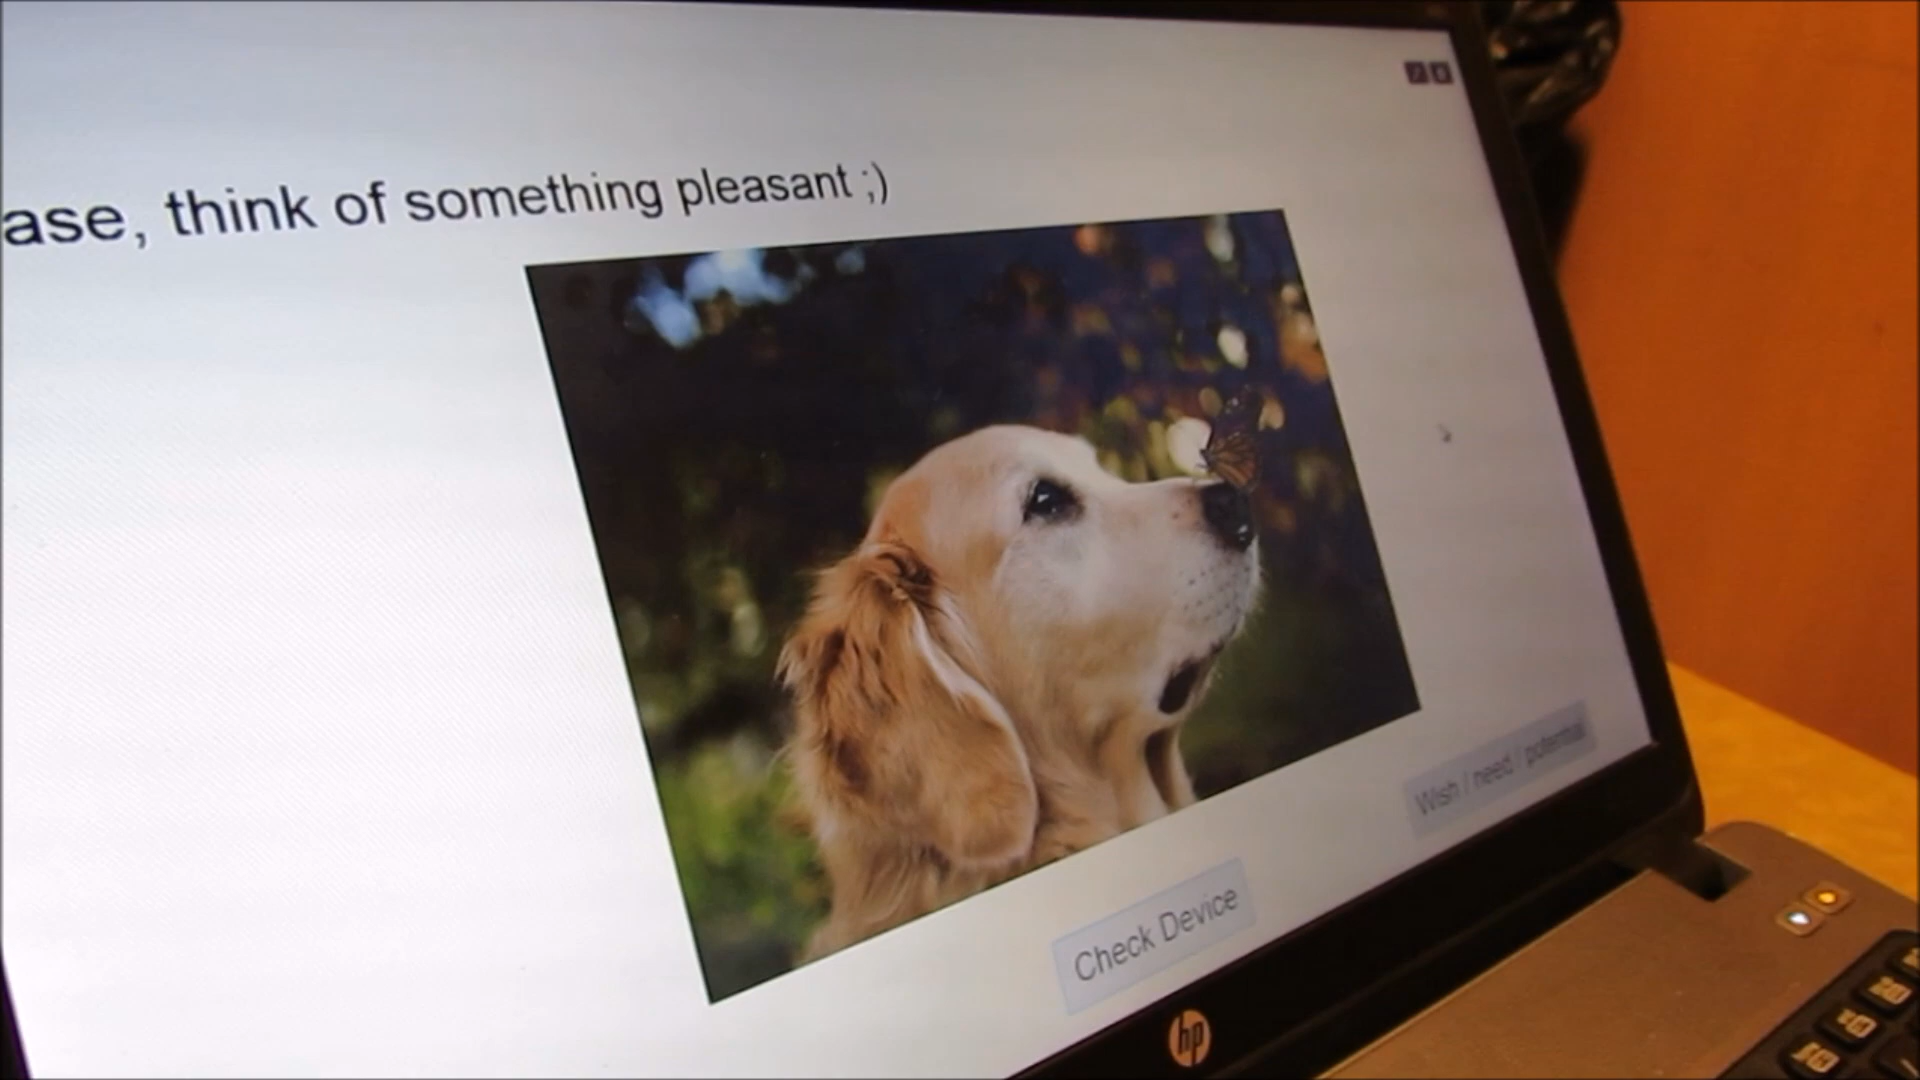 ase, think of something pleasant ;)
Wish / need / potential
Check Device
hp